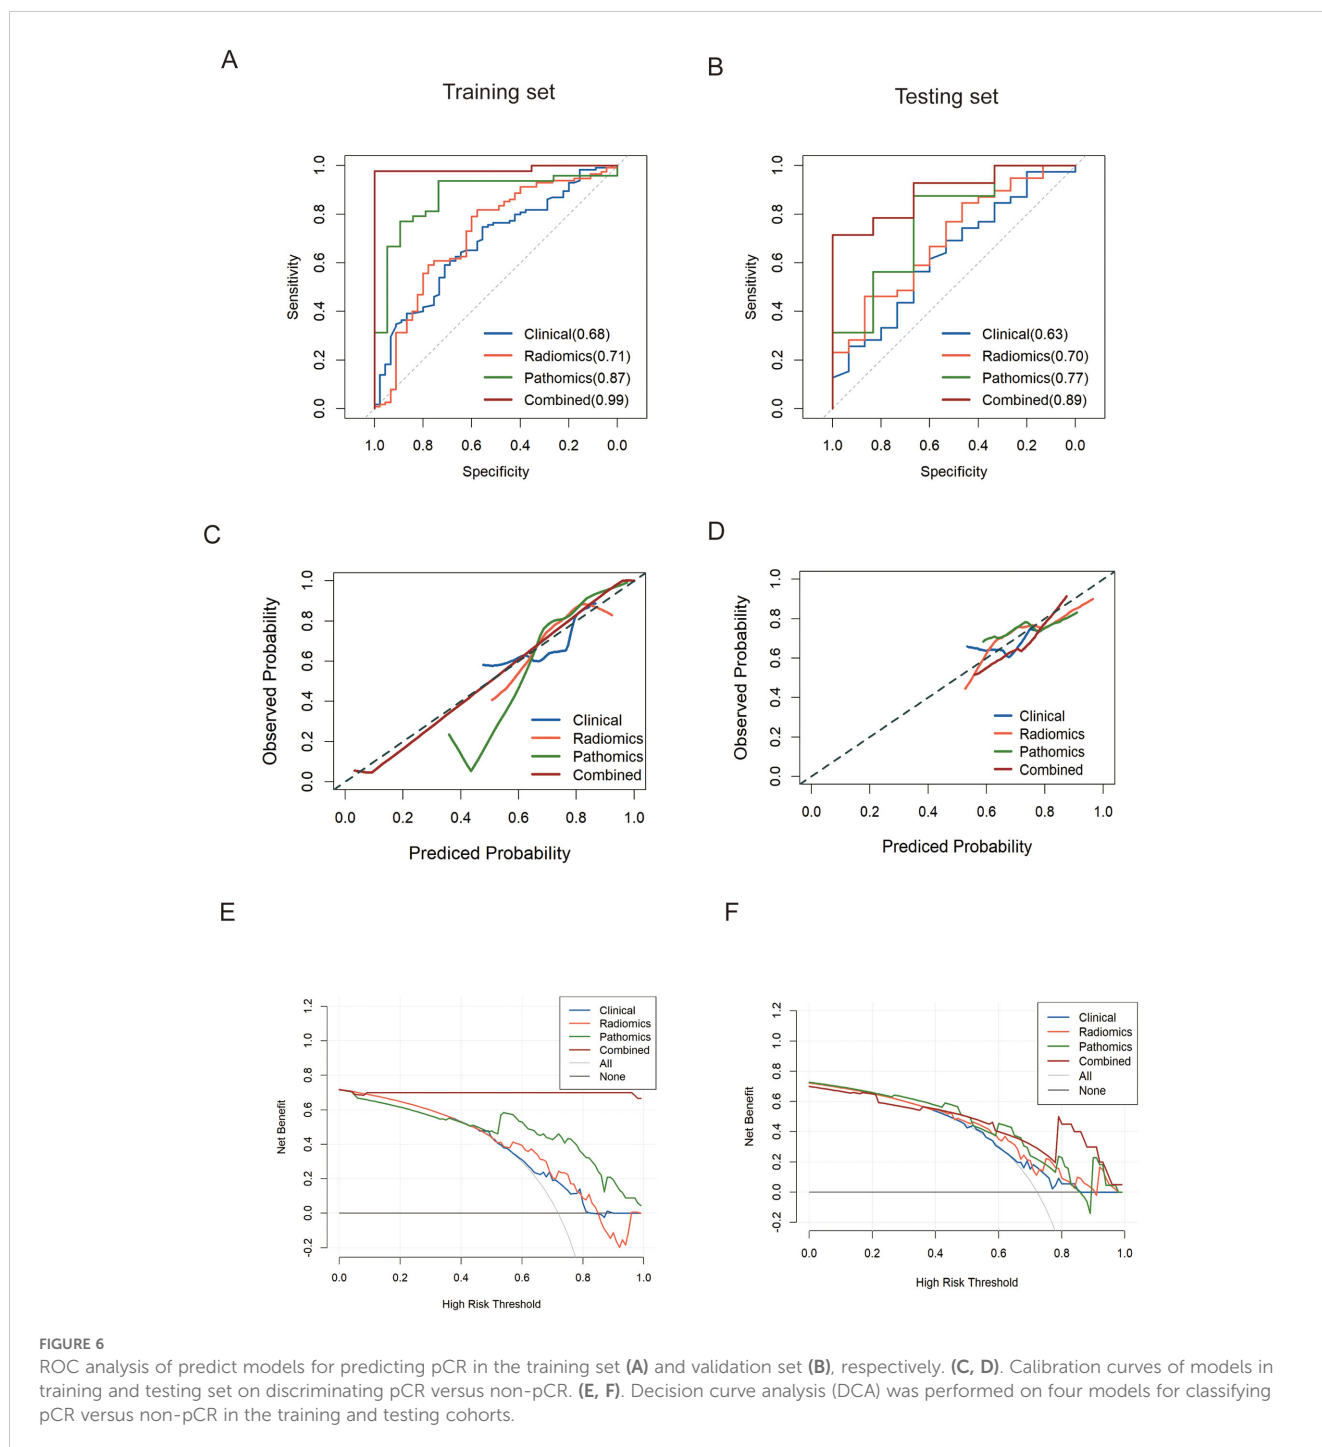 A
B
Training set
Testing set
1.0
0.8
0.6
0.4
0.2
0.0
Sensitivity
Clinical(0.68)
Radiomics(0.71)
Pathomics(0.87)
Combined(0.99)
1.0 0.8 0.6 0.4 0.2 0.0
Specificity
1.0
0.8
0.6
0.4
0.2
0.0
Sensitivity
Clinical(0.63)
Radiomics(0.70)
Pathomics(0.77)
Combined(0.89)
1.0 0.8 0.6 0.4 0.2 0.0
Specificity
C
D
1.0
0.8
0.6
0.4
0.2
0.0
Observed Probability
Clinical
Radiomics
Pathomics
Combined
0.0 0.2 0.4 0.6 0.8 1.0
Prediced Probability
1.0
0.8
0.6
0.4
0.2
0.0
Observed Probability
Clinical
Radiomics
Pathomics
Combined
0.0 0.2 0.4 0.6 0.8 1.0
Prediced Probability
E
F
1.2
1.0
0.8
0.6
0.4
0.2
0.0
-0.2
Net Benefit
Clinical
Radiomics
Pathomics
Combined
All
None
0.0 0.2 0.4 0.6 0.8 1.0
High Risk Threshold
1.2
1.0
0.8
0.6
0.4
0.2
0.0
-0.2
Net Benefit
Clinical
Radiomics
Pathomics
Combined
All
None
0.0 0.2 0.4 0.6 0.8 1.0
High Risk Threshold
FIGURE 6
ROC analysis of predict models for predicting pCR in the training set (A) and validation set (B), respectively. (C, D). Calibration curves of models in
training and testing set on discriminating pCR versus non-pCR. (E, F). Decision curve analysis (DCA) was performed on four models for classifying
pCR versus non-pCR in the training and testing cohorts.